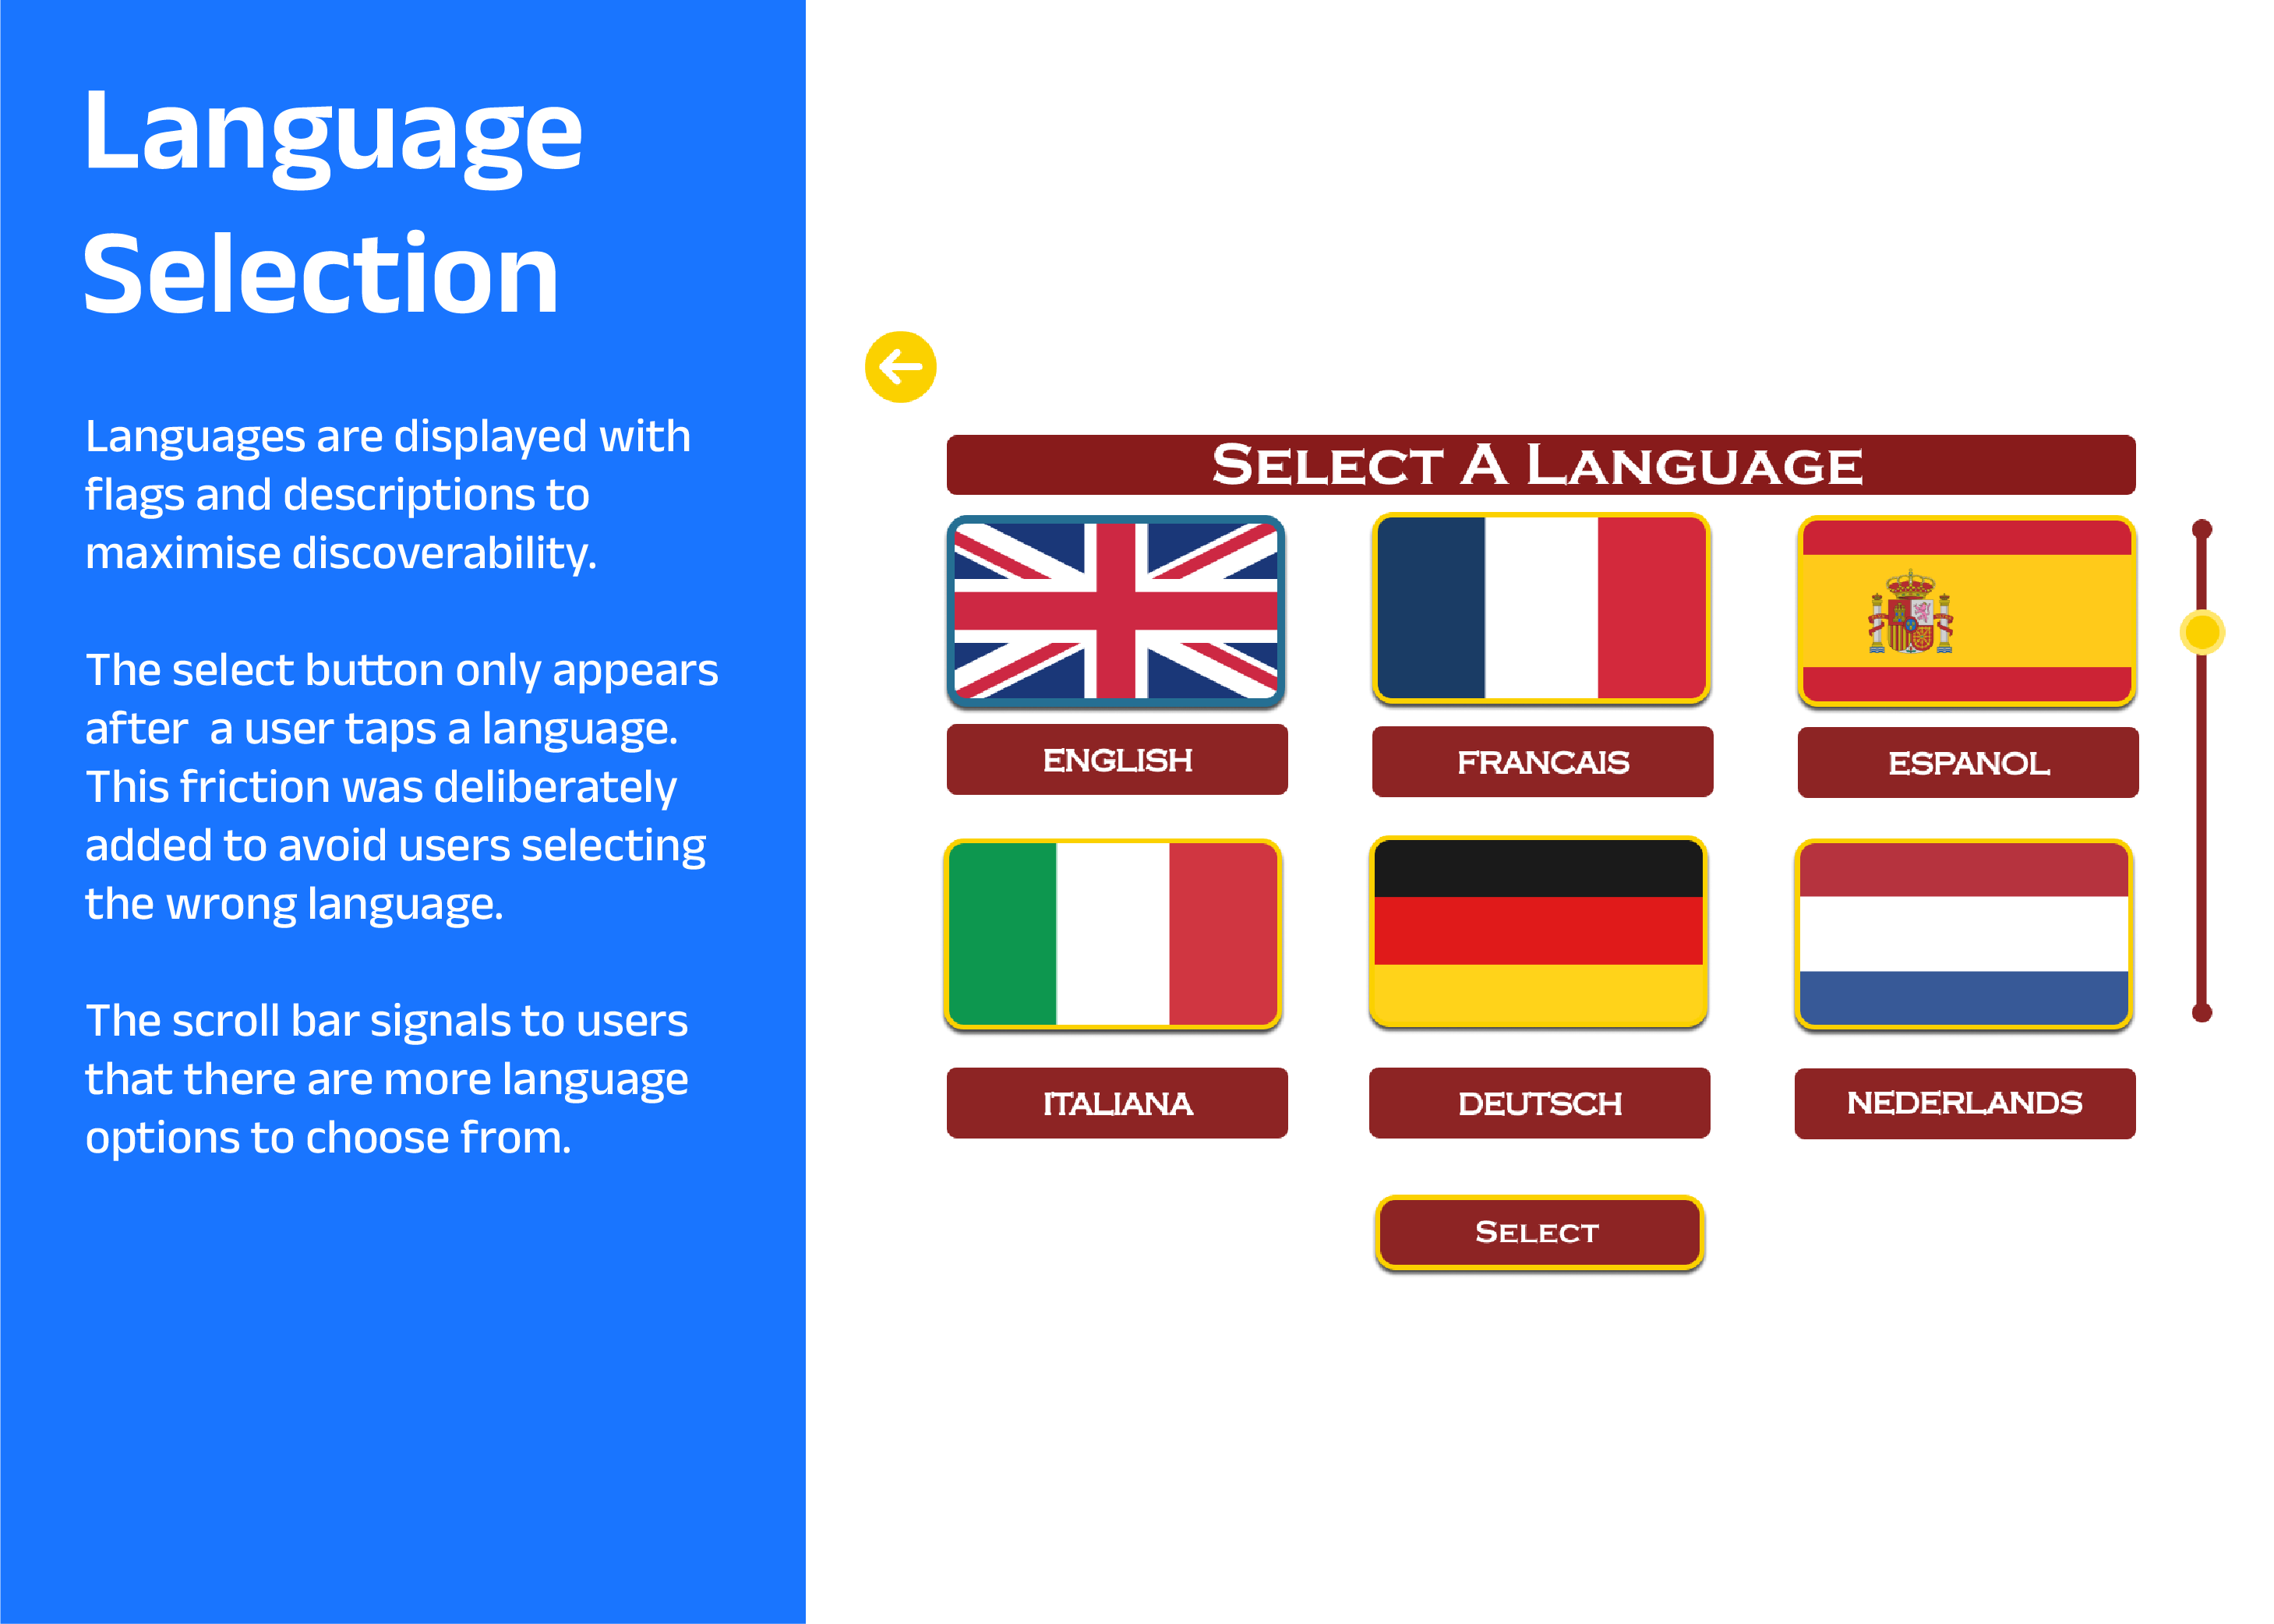 Language
Selection
Languages are displayed with
flags and descriptions to
maximise discoverability.
The select button only appears
after  a user taps a language.
This friction was deliberately
added to avoid users selecting
the wrong language.
The scroll bar signals to users
that there are more language
options to choose from.
SELECT A LANGUAGE
ENGLISH
FRANCAIS
ESPANOL
ITALIANA
DEUTSCH
NEDERLANDS
SELECT